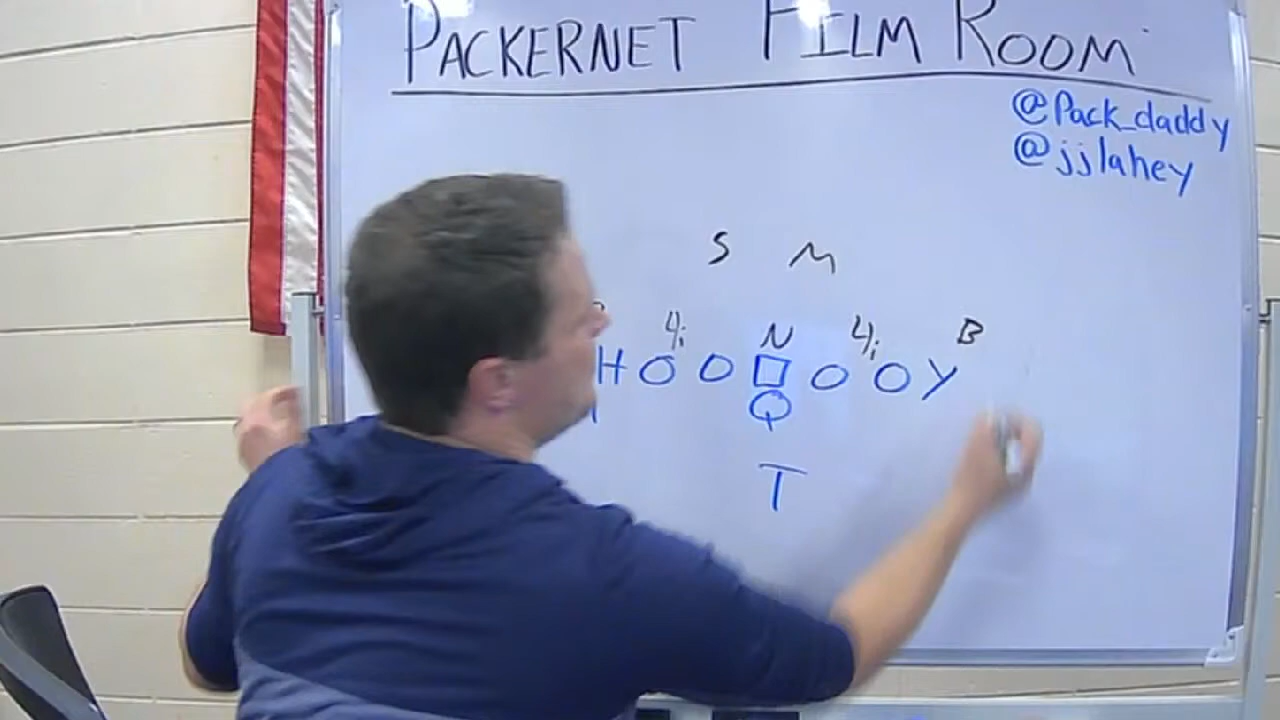 PACKERNET FILM ROOM
@Pack_daddy
@jjlahey
S M
4i N 4i B
H O O O O Y
Q
T